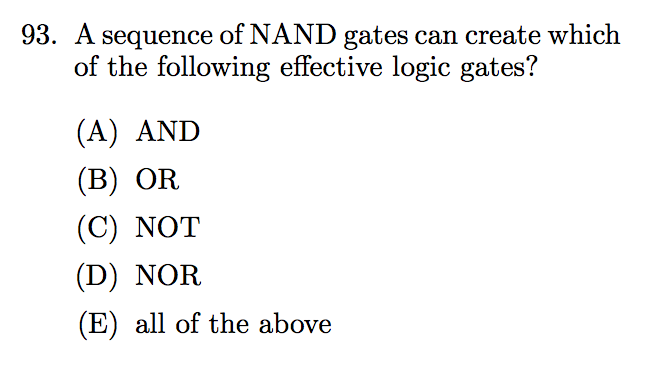 93. A sequence of NAND gates can create which
of the following effective logic gates?
(A) AND
(B) OR
(C) NOT
(D) NOR
(E) all of the above